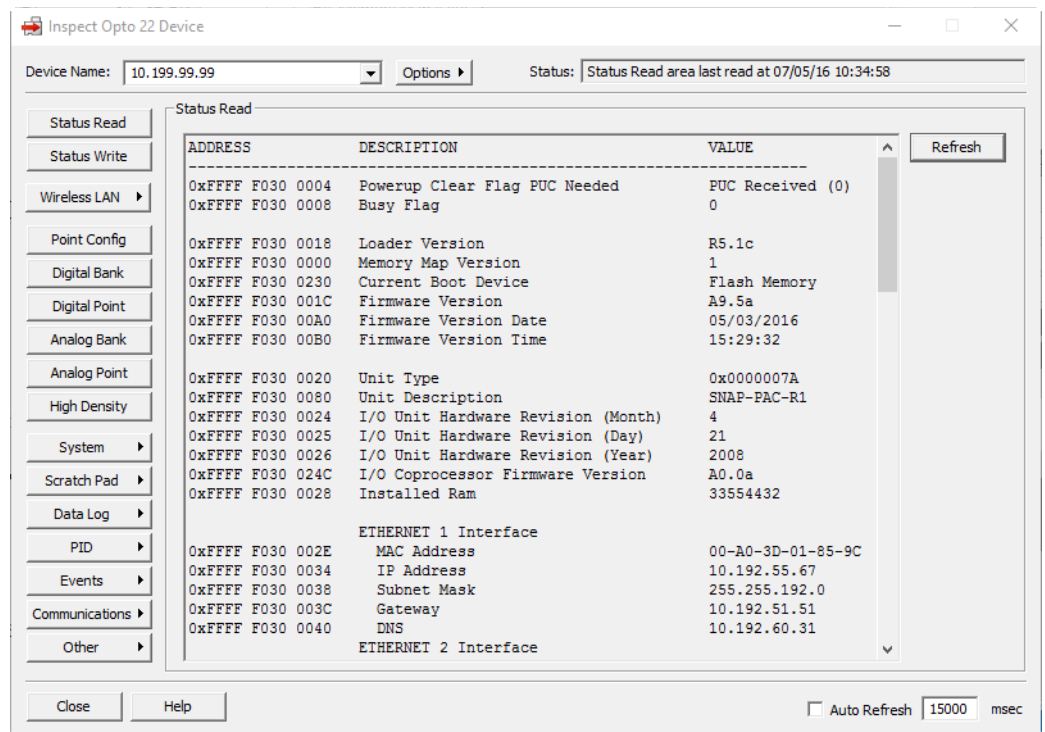 Inspect Opto 22 Device
Device Name: 10.199.99.99 Options Status: Status Read area last read at 07/05/16 10:34:58
Status Read
Status Write
Wireless LAN
Point Config
Digital Bank
Digital Point
Analog Bank
Analog Point
High Density
System
Scratch Pad
Data Log
PID
Events
Communications
Other
Status Read
ADDRESS DESCRIPTION VALUE
--------------------------------------------------------------------
0xFFFF F030 0004 Powerup Clear Flag PUC Needed PUC Received (0)
0xFFFF F030 0008 Busy Flag 0
0xFFFF F030 0018 Loader Version R5.1c
0xFFFF F030 0000 Memory Map Version 1
0xFFFF F030 0230 Current Boot Device Flash Memory
0xFFFF F030 001C Firmware Version A9.5a
0xFFFF F030 00A0 Firmware Version Date 05/03/2016
0xFFFF F030 00B0 Firmware Version Time 15:29:32
0xFFFF F030 0020 Unit Type 0x0000007A
0xFFFF F030 0080 Unit Description SNAP-PAC-R1
0xFFFF F030 0024 I/O Unit Hardware Revision (Month) 4
0xFFFF F030 0025 I/O Unit Hardware Revision (Day) 21
0xFFFF F030 0026 I/O Unit Hardware Revision (Year) 2008
0xFFFF F030 024C I/O Coprocessor Firmware Version A0.0a
0xFFFF F030 0028 Installed Ram 33554432
ETHERNET 1 Interface
0xFFFF F030 002E MAC Address 00-A0-3D-01-85-9C
0xFFFF F030 0034 IP Address 10.192.55.67
0xFFFF F030 0038 Subnet Mask 255.255.192.0
0xFFFF F030 003C Gateway 10.192.51.51
0xFFFF F030 0040 DNS 10.192.60.31
ETHERNET 2 Interface
Refresh
Close Help Auto Refresh 15000 msec